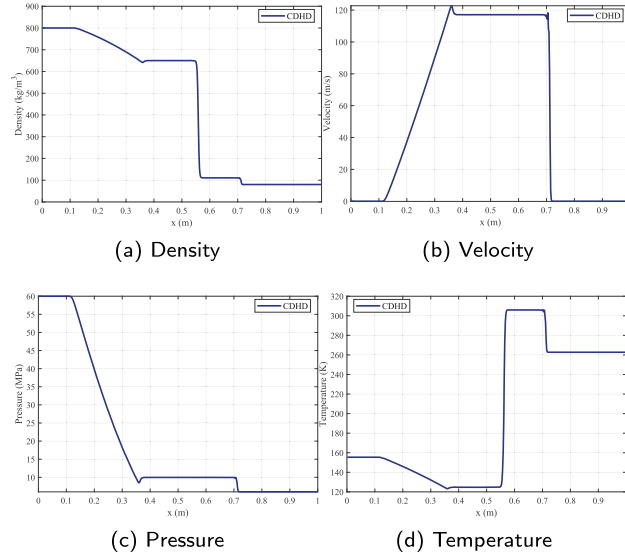 900
800
700
600
500
400
300
200
100
0
Density (kg/m³)
CDHD
0 0.1 0.2 0.3 0.4 0.5 0.6 0.7 0.8 0.9 1
x (m)
(a) Density
120
100
80
60
40
20
0
Velocity (m/s)
CDHD
0 0.1 0.2 0.3 0.4 0.5 0.6 0.7 0.8 0.9
x (m)
(b) Velocity
60
55
50
45
40
35
30
25
20
15
10
Pressure (MPa)
CDHD
0 0.1 0.2 0.3 0.4 0.5 0.6 0.7 0.8 0.9 1
x (m)
(c) Pressure
320
300
280
260
240
220
200
180
160
140
120
Temperature (K)
CDHD
0 0.1 0.2 0.3 0.4 0.5 0.6 0.7 0.8 0.9
x (m)
(d) Temperature